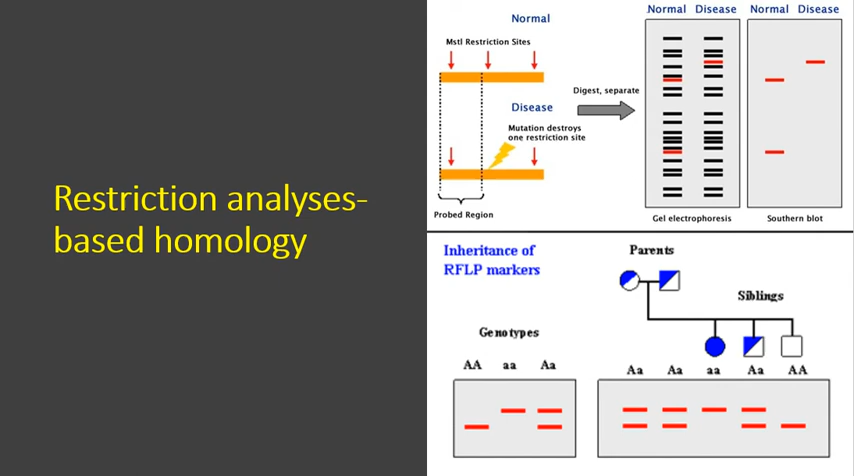 Restriction analyses-
based homology
Normal
MstI Restriction Sites
Disease
Mutation destroys
one restriction site
Probed Region
Digest, separate
Normal Disease
Gel electrophoresis
Normal Disease
Southern blot
Inheritance of
RFLP markers
Genotypes
AA aa Aa
Parents
Siblings
Aa Aa aa Aa AA